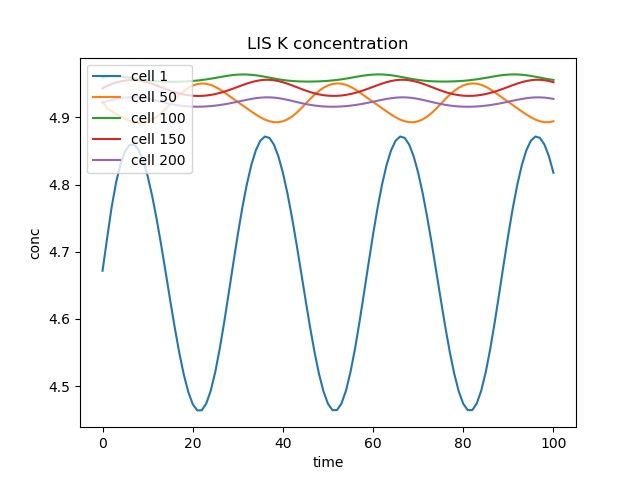 LIS K concentration
cell 1
cell 50
cell 100
cell 150
cell 200
conc
4.9
4.8
4.7
4.6
4.5
0 20 40 60 80 100
time